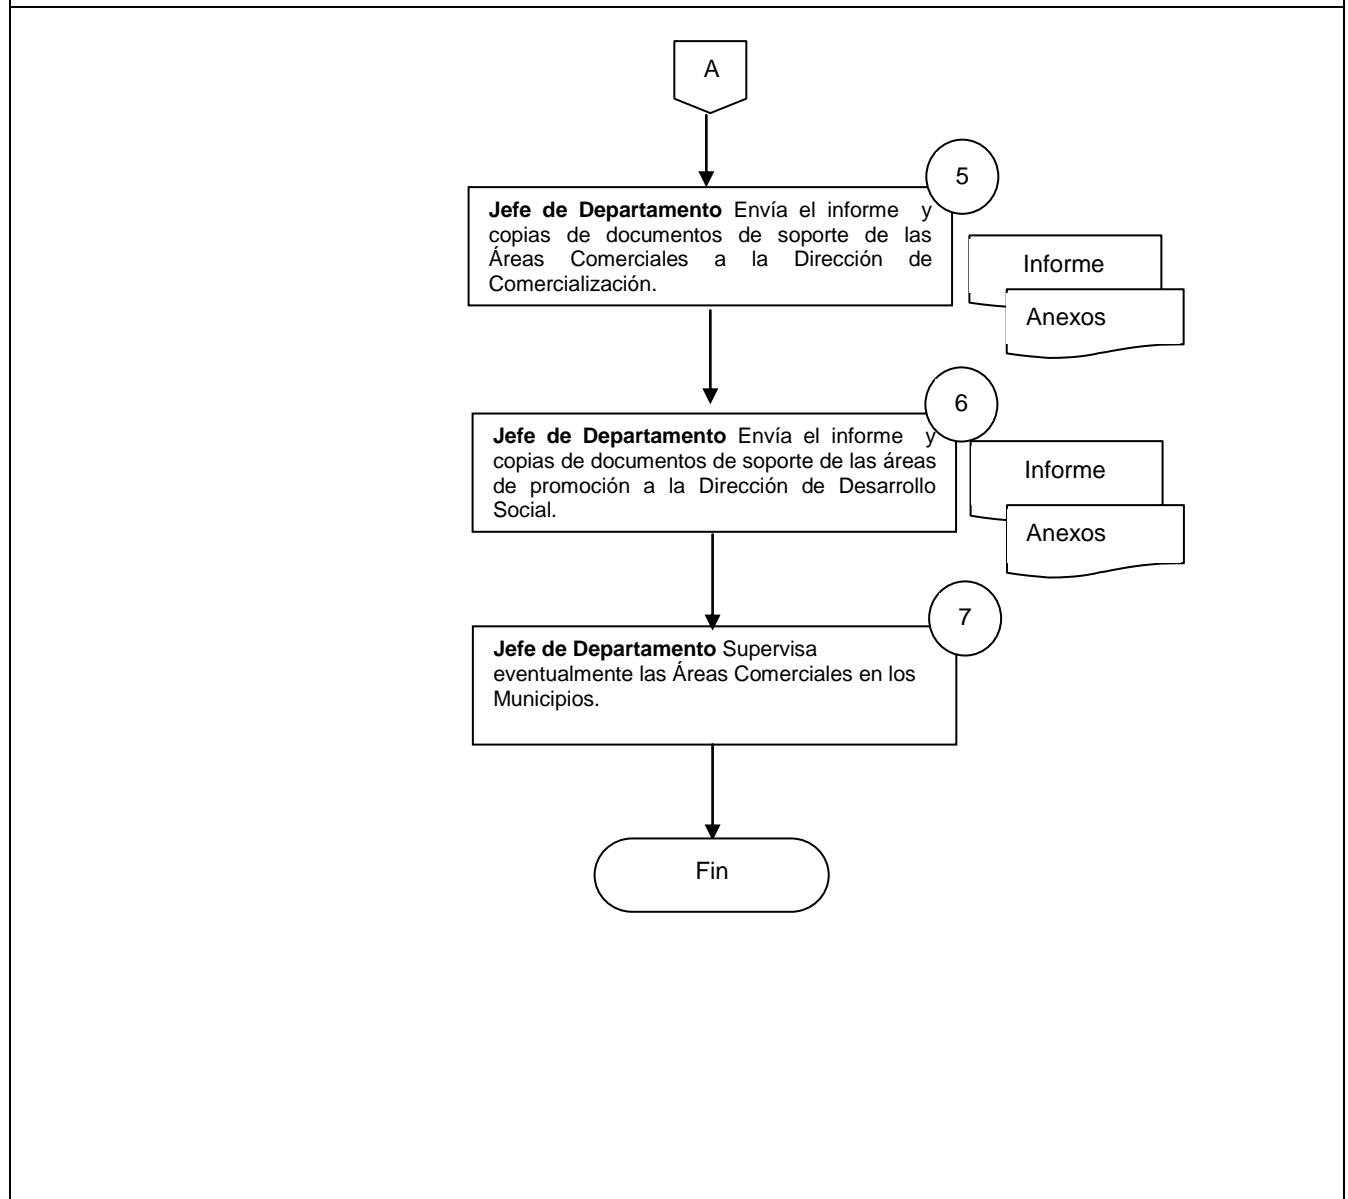 A
5
Jefe de Departamento Envía el informe y
copias de documentos de soporte de las
Áreas Comerciales a la Dirección de
Comercialización.
Informe
Anexos
6
Jefe de Departamento Envía el informe y
copias de documentos de soporte de las áreas
de promoción a la Dirección de Desarrollo
Social.
Informe
Anexos
7
Jefe de Departamento Supervisa
eventualmente las Áreas Comerciales en los
Municipios.
Fin